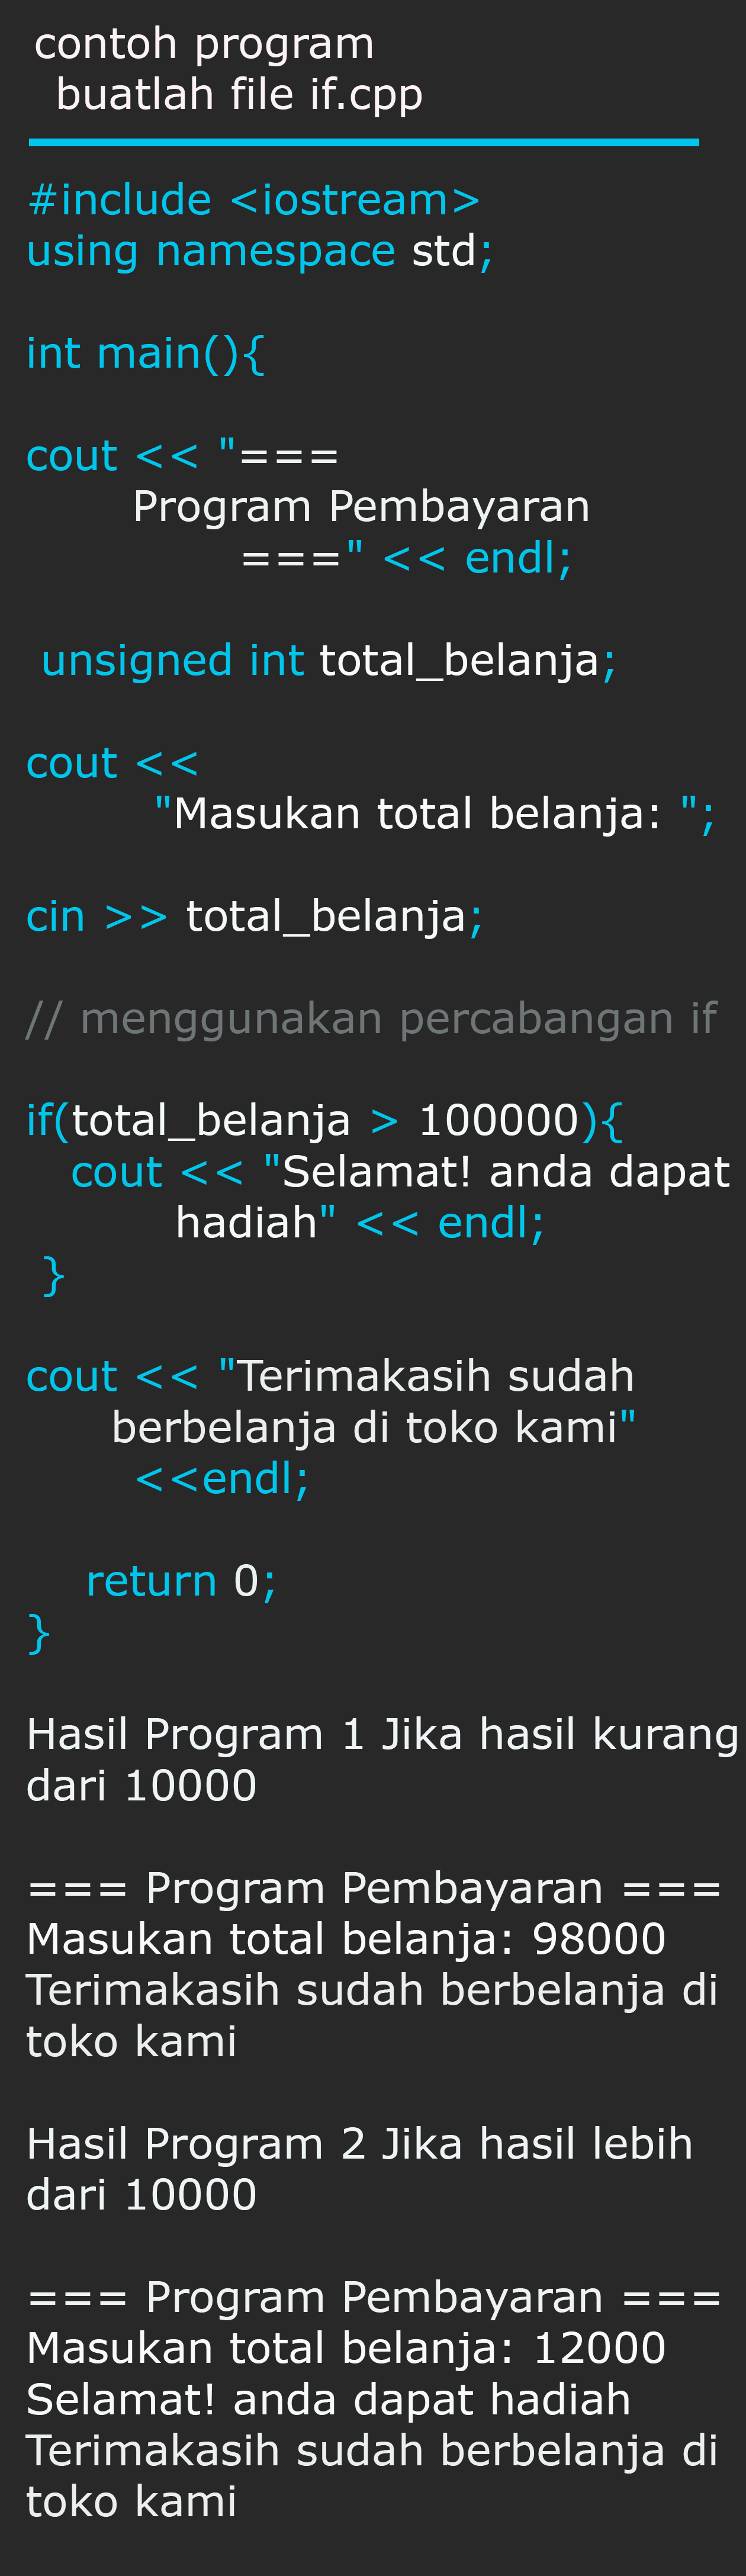 contoh program
buatlah file if.cpp
#include <iostream>
using namespace std;
int main(){
cout << "===
Program Pembayaran
===" << endl;
unsigned int total_belanja;
cout <<
"Masukan total belanja: ";
cin >> total_belanja;
// menggunakan percabangan if
if(total_belanja > 100000){
cout << "Selamat! anda dapat
hadiah" << endl;
}
cout << "Terimakasih sudah
berbelanja di toko kami"
<<endl;
return 0;
}
Hasil Program 1 Jika hasil kurang
dari 10000
=== Program Pembayaran ===
Masukan total belanja: 98000
Terimakasih sudah berbelanja di
toko kami
Hasil Program 2 Jika hasil lebih
dari 10000
=== Program Pembayaran ===
Masukan total belanja: 12000
Selamat! anda dapat hadiah
Terimakasih sudah berbelanja di
toko kami